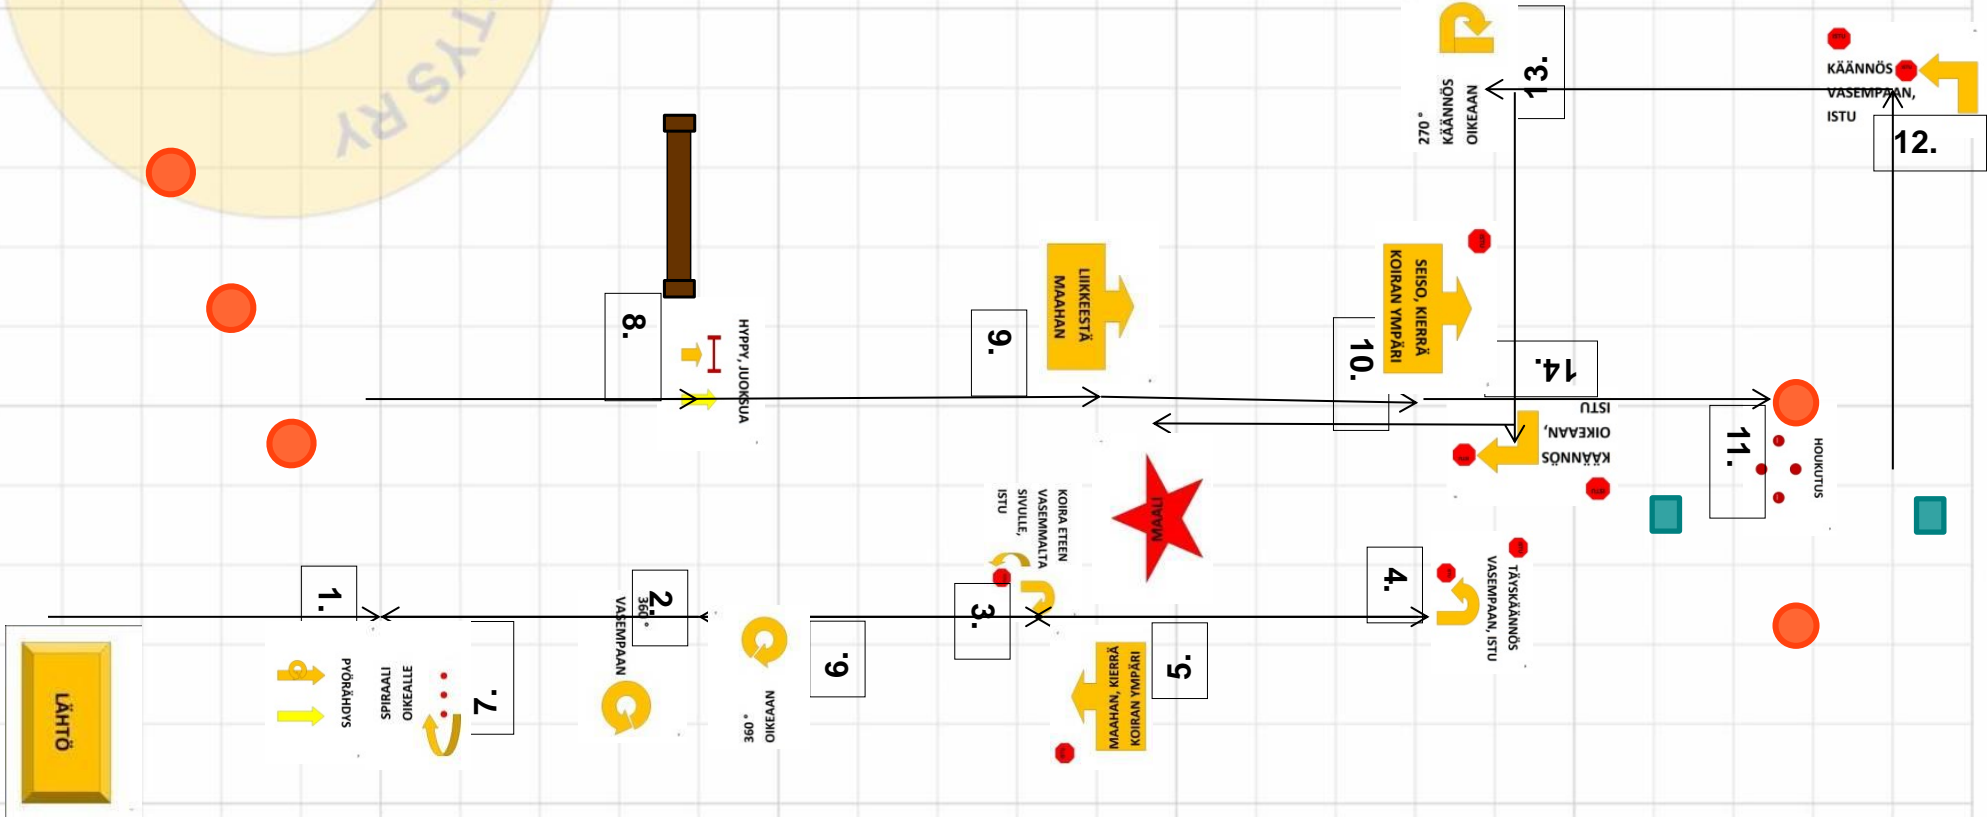 TYS RY
LÄHTÖ
1.
PYÖRÄHDYS
SPIRAALI
OIKEALLE
7.
2.
360°
VASEMPAAN
360°
OIKEAAN
6.
3.
KOIRA ETEEN
VASEMMALTA
SIVULLE,
ISTU
MAAHAN, KIERRÄ
KOIRAN YMPÄRI
5.
4.
TÄYSKÄÄNNÖS
VASEMPAAN, ISTU
8.
HYPPY, JUOKSUA
9.
LIIKKEESTÄ
MAAHAN
10.
SEISO, KIERRÄ
KOIRAN YMPÄRI
11.
HOUKUTUS
12.
KÄÄNNÖS
VASEMPAAN,
ISTU
13.
270°
KÄÄNNÖS
OIKEAAN
14.
KÄÄNNÖS
OIKEAAN,
ISTU
MAALI